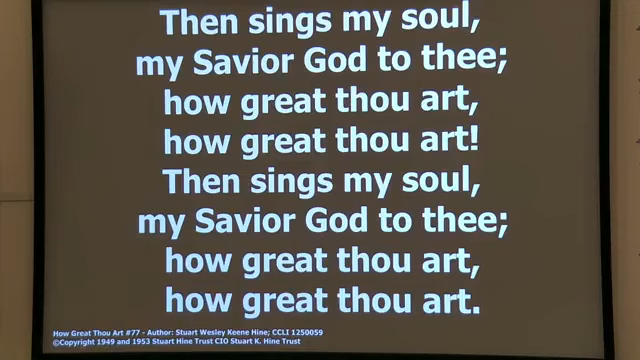 Then sings my soul,
my Savior God to thee;
how great thou art,
how great thou art!
Then sings my soul,
my Savior God to thee;
how great thou art,
how great thou art.
How Great Thou Art #77 - Author: Stuart Wesley Keene Hine; CCLI 1250059
©Copyright 1949 and 1953 Stuart Hine Trust CIO Stuart K. Hine Trust